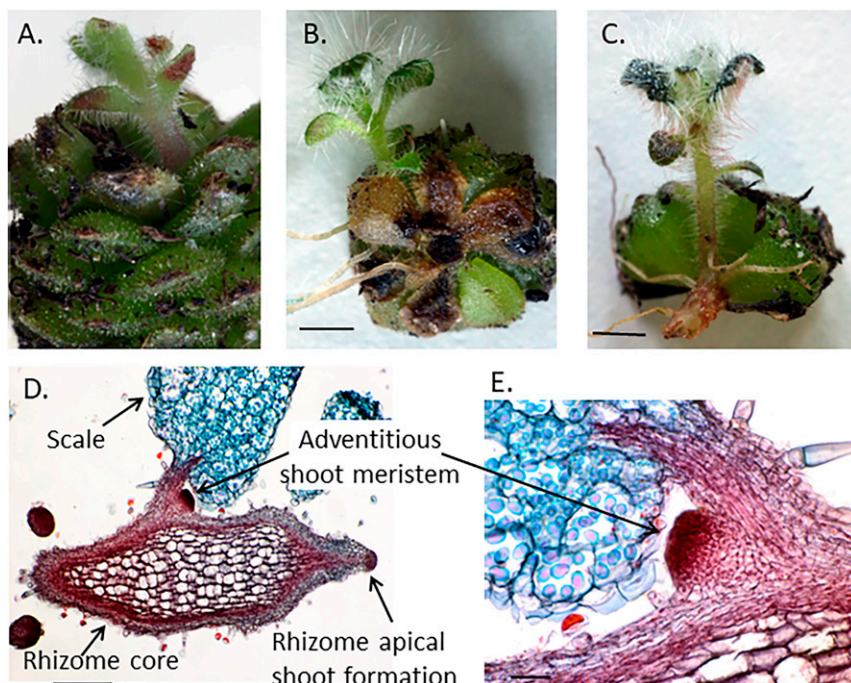 A.
B.
C.
D.
E.
Scale
Adventitious
shoot meristem
Rhizome core
Rhizome apical
shoot formation